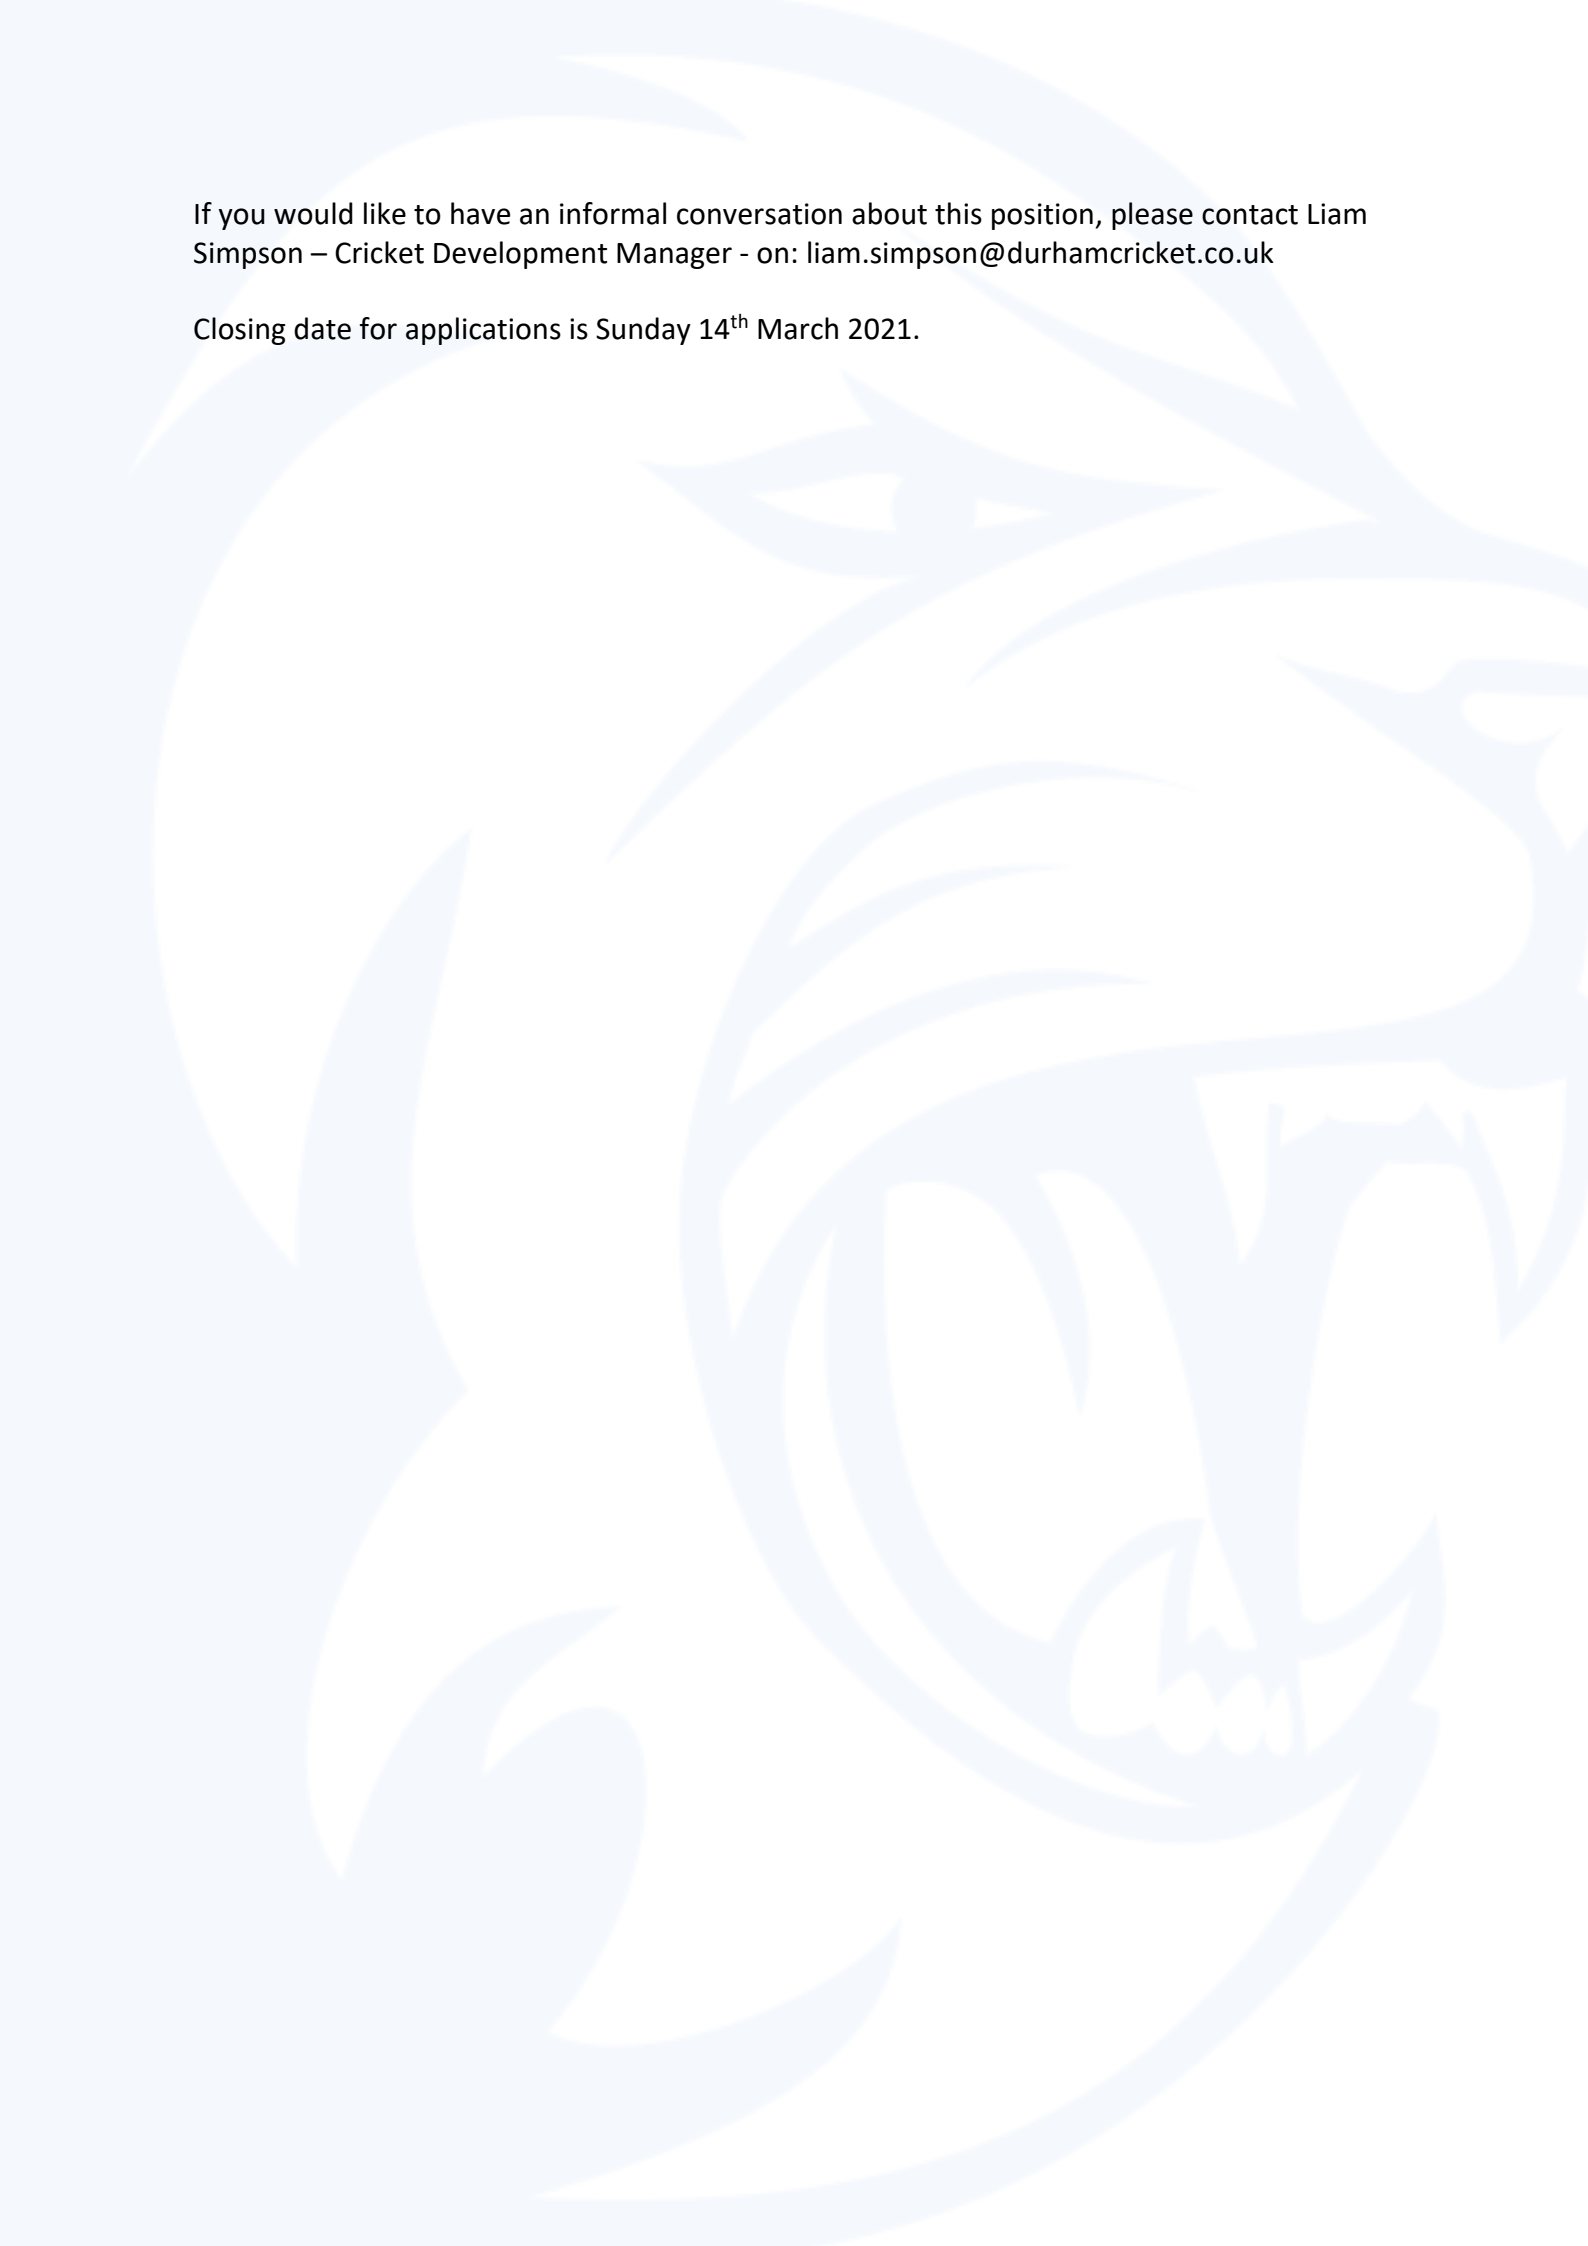 If you would like to have an informal conversation about this position, please contact Liam
Simpson – Cricket Development Manager - on: liam.simpson@durhamcricket.co.uk
Closing date for applications is Sunday 14th March 2021.